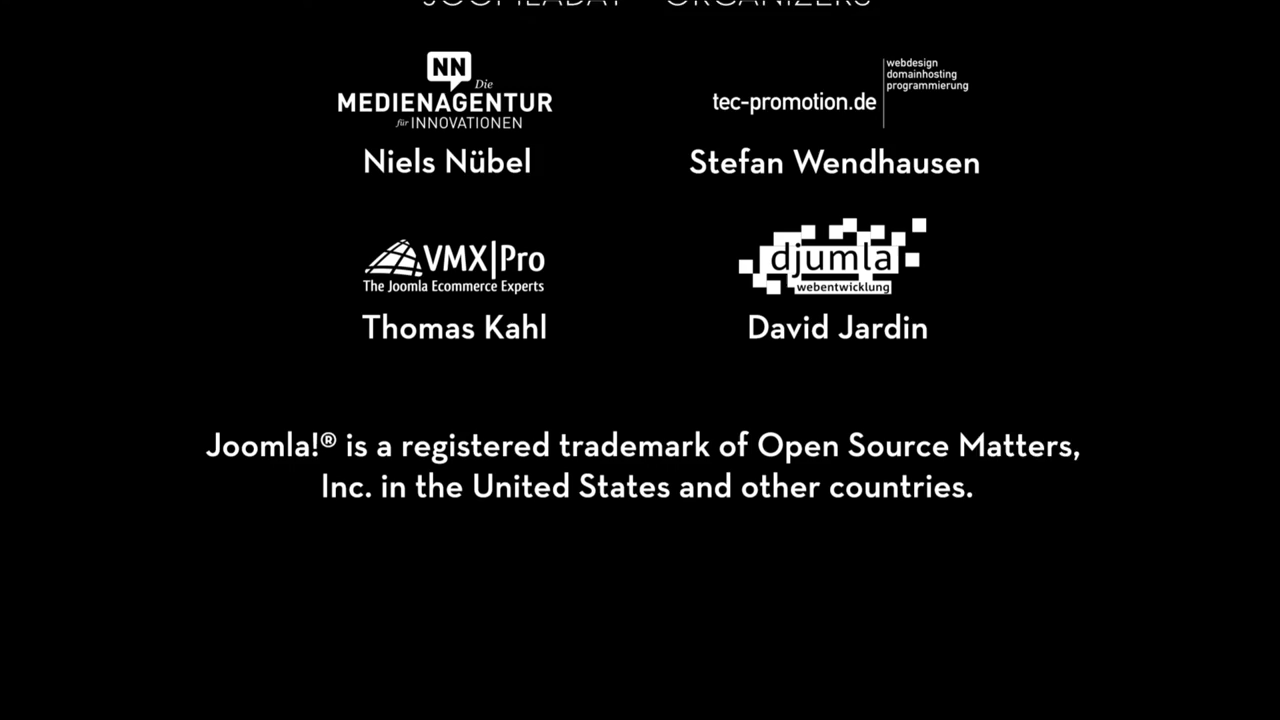 JOOMLADAY ORGANIZERS
NN
Die
MEDIENAGENTUR
für INNOVATIONEN
Niels Nübel
tec-promotion.de
webdesign
domainhosting
programmierung
Stefan Wendhausen
VMX|Pro
The Joomla Ecommerce Experts
Thomas Kahl
djumla
webentwicklung
David Jardin
Joomla!® is a registered trademark of Open Source Matters,
Inc. in the United States and other countries.